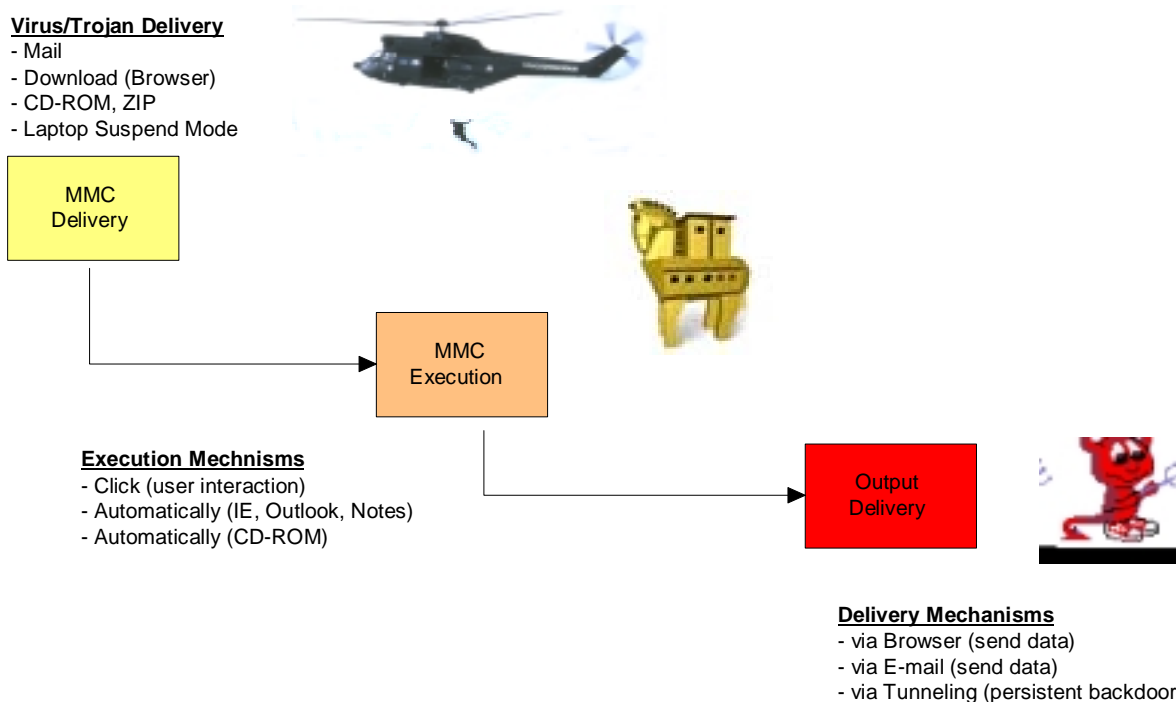 Virus/Trojan Delivery
- Mail
- Download (Browser)
- CD-ROM, ZIP
- Laptop Suspend Mode
MMC
Delivery
MMC
Execution
Execution Mechnisms
- Click (user interaction)
- Automatically (IE, Outlook, Notes)
- Automatically (CD-ROM)
Output
Delivery
Delivery Mechanisms
- via Browser (send data)
- via E-mail (send data)
- via Tunneling (persistent backdoor